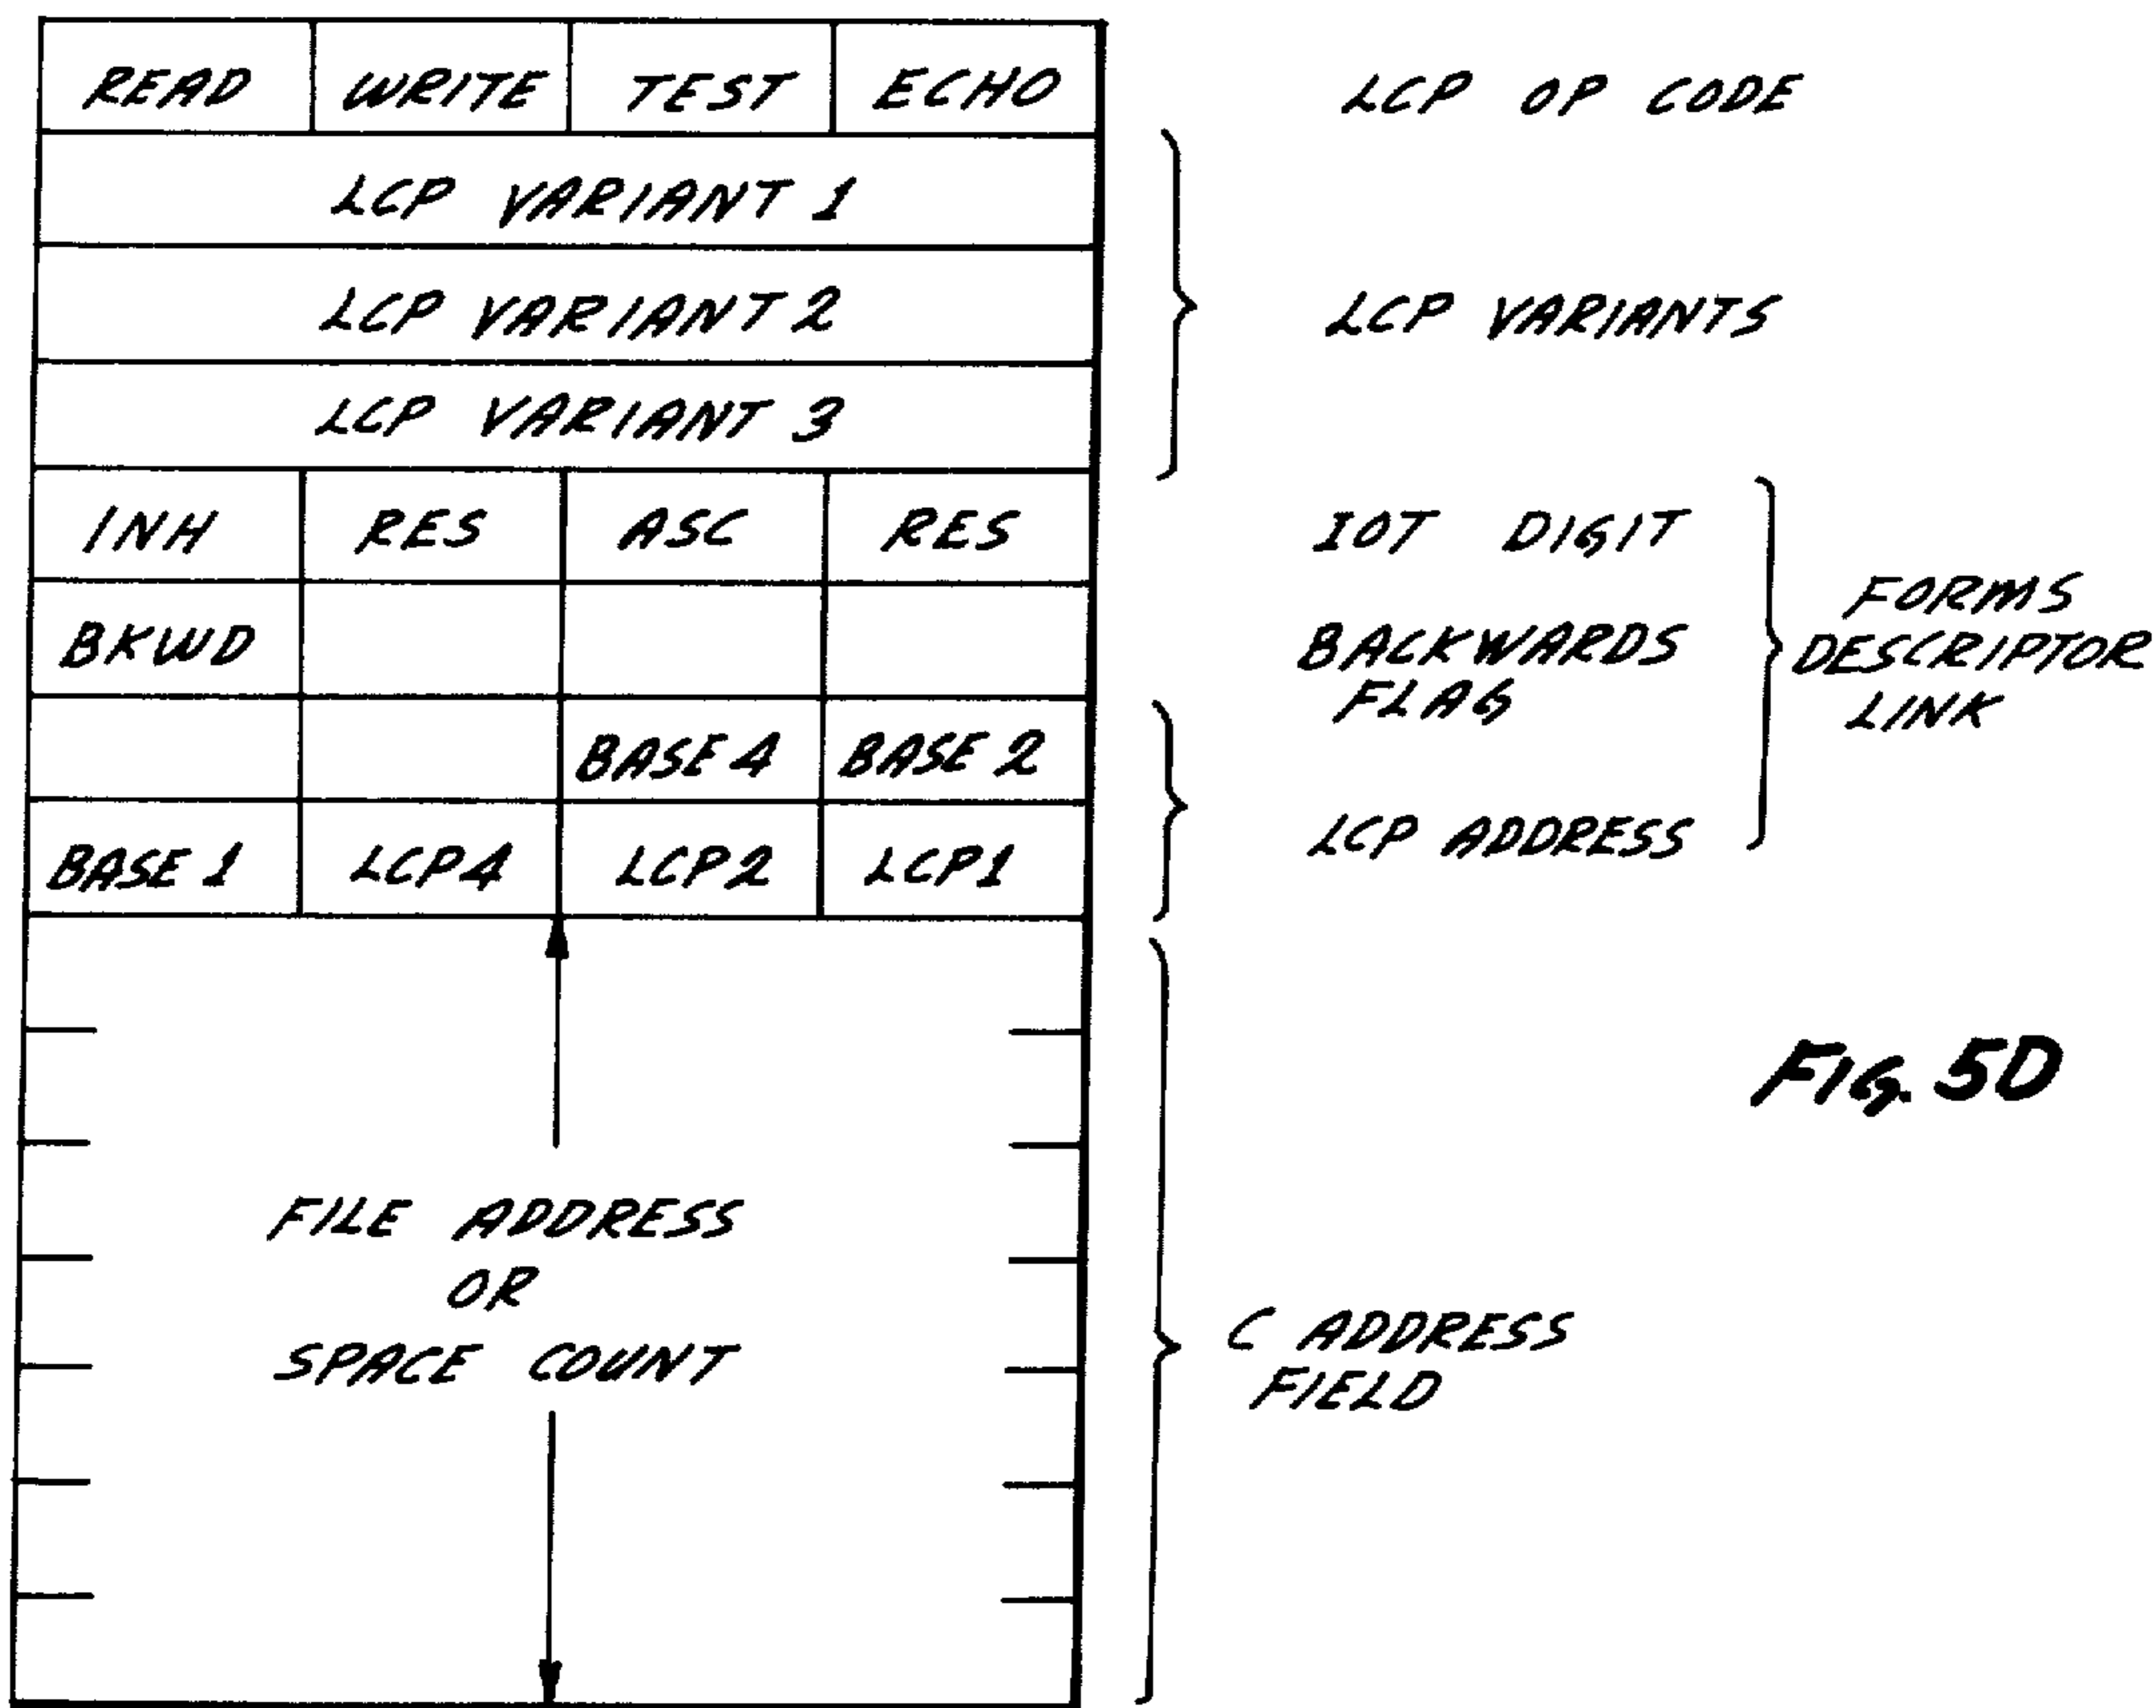 READ WRITE TEST ECHO LCP OP CODE
LCP VARIANT 1
LCP VARIANT 2 LCP VARIANTS
LCP VARIANT 3
INH RES ASC RES IOT DIGIT
BKWD BACKWARDS
FLAG
FORMS
DESCRIPTOR
LINK
BASE 4 BASE 2
BASE 1 LCP4 LCP2 LCP1 LCP ADDRESS
FILE ADDRESS
OR
SPACE COUNT
C ADDRESS
FIELD
FIG. 5D